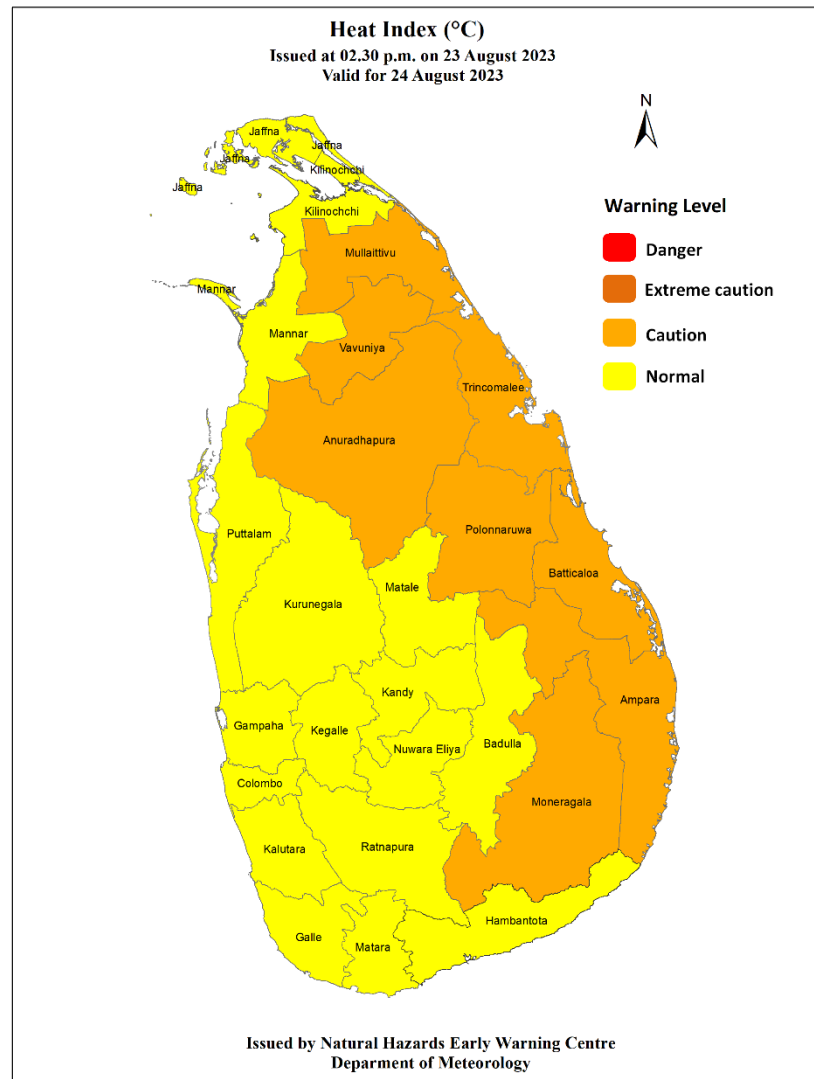 Heat Index (°C)
Issued at 02.30 p.m. on 23 August 2023
Valid for 24 August 2023
N
Jaffna
Jaffna
Jaffna
Kilinochchi
Jaffna
Kilinochchi
Warning Level
Danger
Mullaittivu
Extreme caution
Mannar
Mannar
Caution
Vavuniya
Normal
Trincomalee
Anuradhapura
Puttalam
Polonnaruwa
Batticaloa
Matale
Kurunegala
Kandy
Ampara
Gampaha
Kegalle
Nuwara Eliya
Badulla
Colombo
Moneragala
Kalutara
Ratnapura
Hambantota
Galle
Matara
Issued by Natural Hazards Early Warning Centre
Deparment of Meteorology